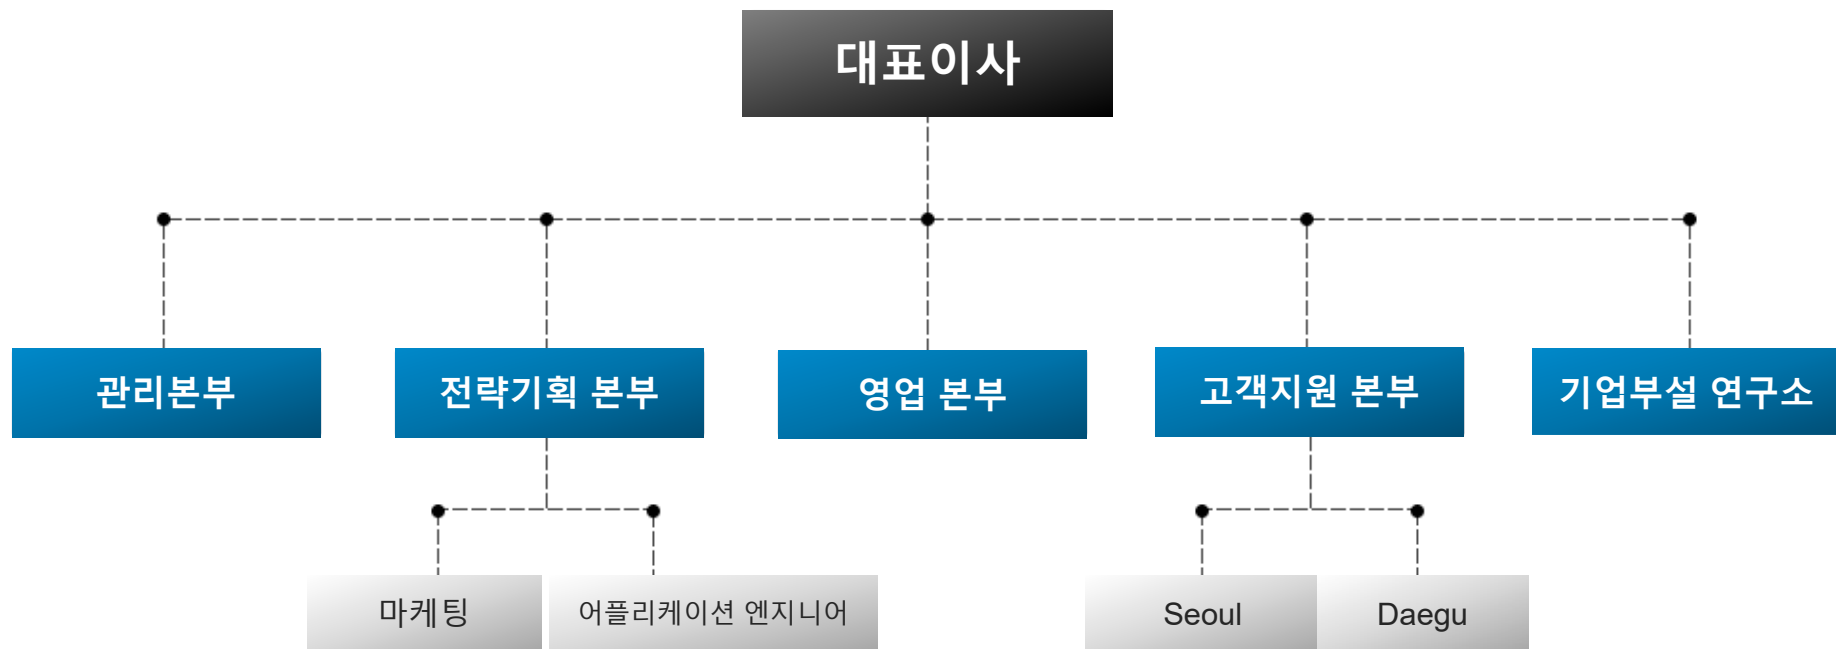 대표이사
관리본부
전략기획 본부
영업 본부
고객지원 본부
기업부설 연구소
마케팅
어플리케이션 엔지니어
Seoul
Daegu